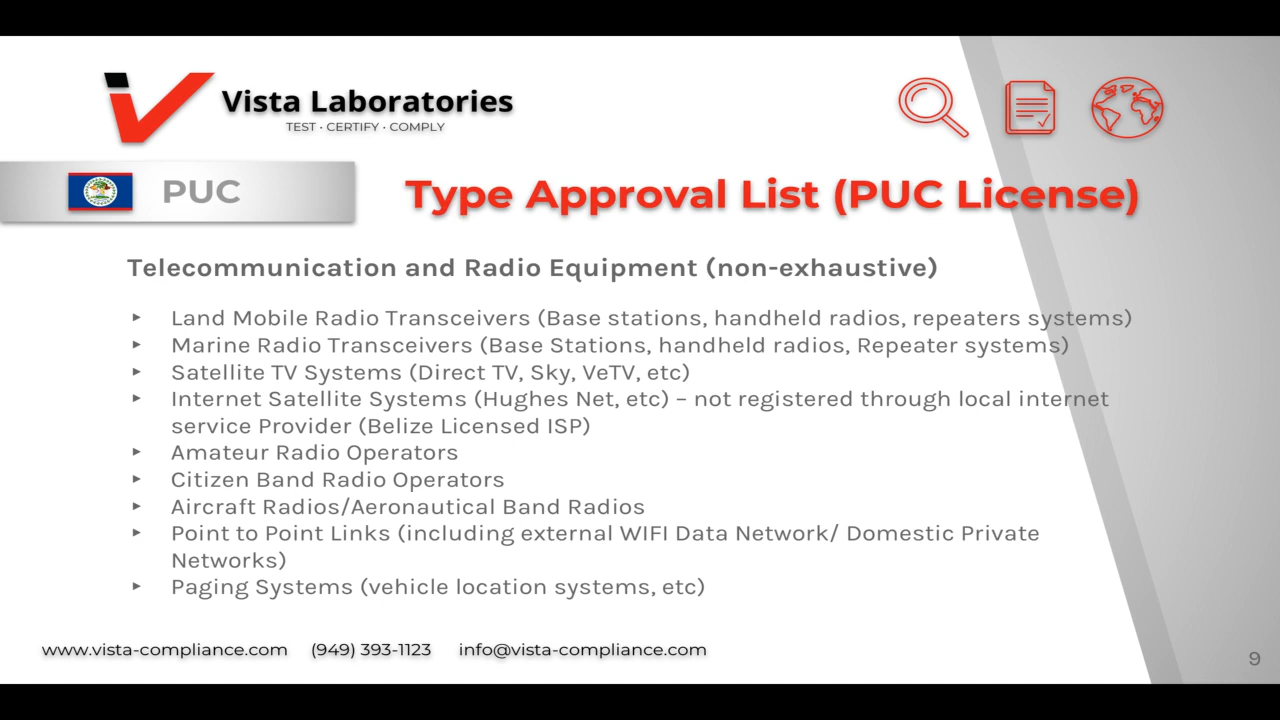 Vista Laboratories
TEST · CERTIFY · COMPLY
PUC
Type Approval List (PUC License)
Telecommunication and Radio Equipment (non-exhaustive)
▸ Land Mobile Radio Transceivers (Base stations, handheld radios, repeaters systems)
▸ Marine Radio Transceivers (Base Stations, handheld radios, Repeater systems)
▸ Satellite TV Systems (Direct TV, Sky, VeTV, etc)
▸ Internet Satellite Systems (Hughes Net, etc) – not registered through local internet
service Provider (Belize Licensed ISP)
▸ Amateur Radio Operators
▸ Citizen Band Radio Operators
▸ Aircraft Radios/Aeronautical Band Radios
▸ Point to Point Links (including external WIFI Data Network/ Domestic Private
Networks)
▸ Paging Systems (vehicle location systems, etc)
www.vista-compliance.com (949) 393-1123 info@vista-compliance.com
9